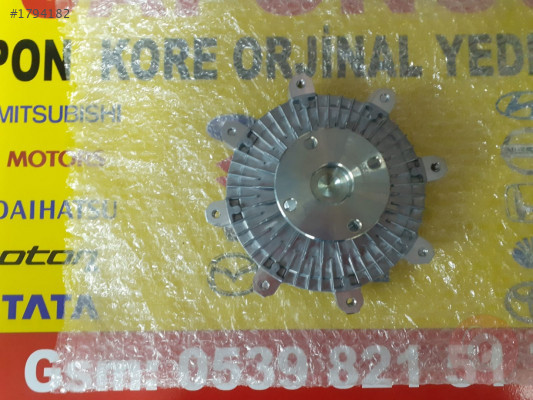 #1794182
PON KORE ORJİNAL YEDE
MITSUBISHI
MOTORS
DAIHATSU
oton
TATA
Gsm: 0539 821 51